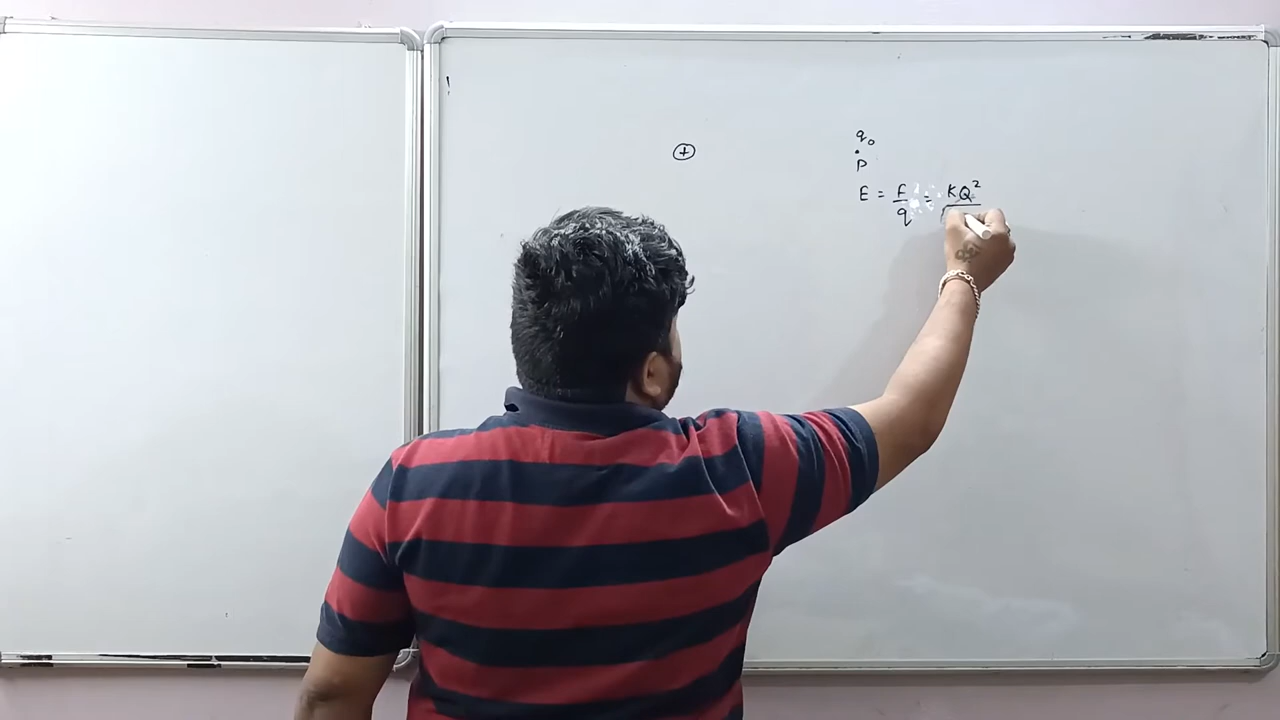 ⊕
q₀
.
P
E = F/q = KQ²/